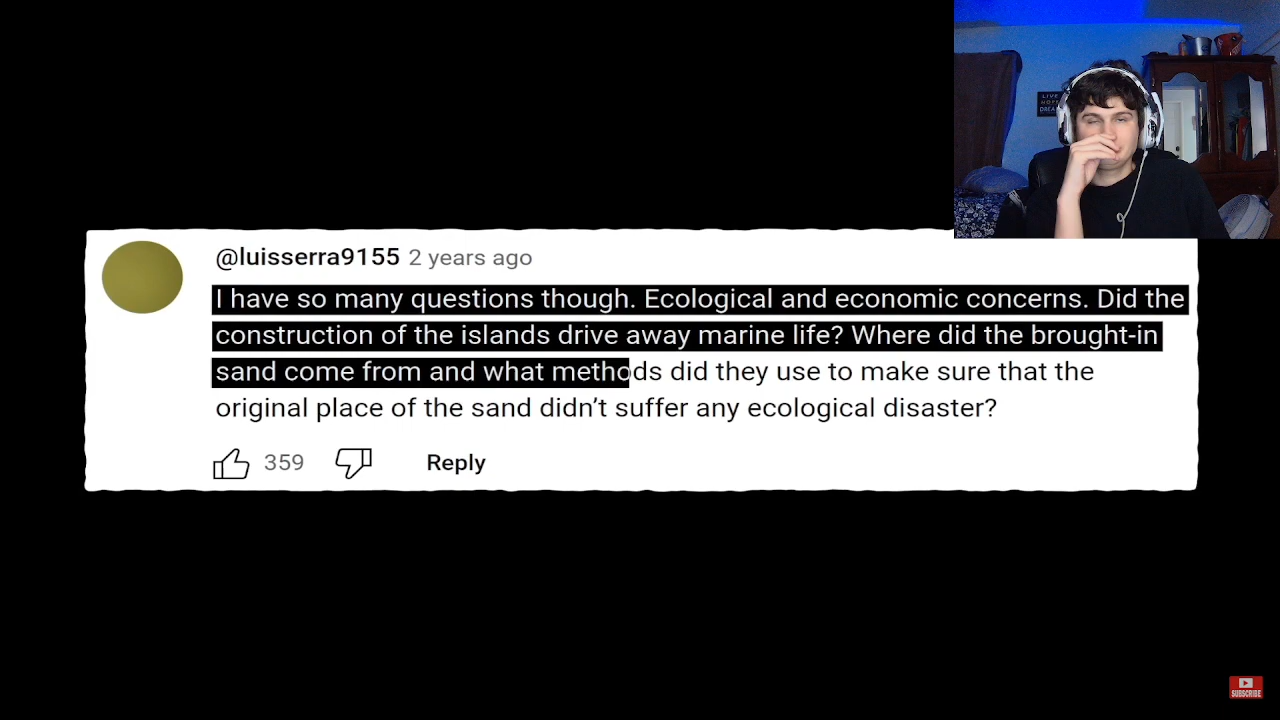 LIVE
@luisserra9155 2 years ago
I have so many questions though. Ecological and economic concerns. Did the
construction of the islands drive away marine life? Where did the brought-in
sand come from and what methods did they use to make sure that the
original place of the sand didn’t suffer any ecological disaster?
359
Reply
SUBSCRIBE